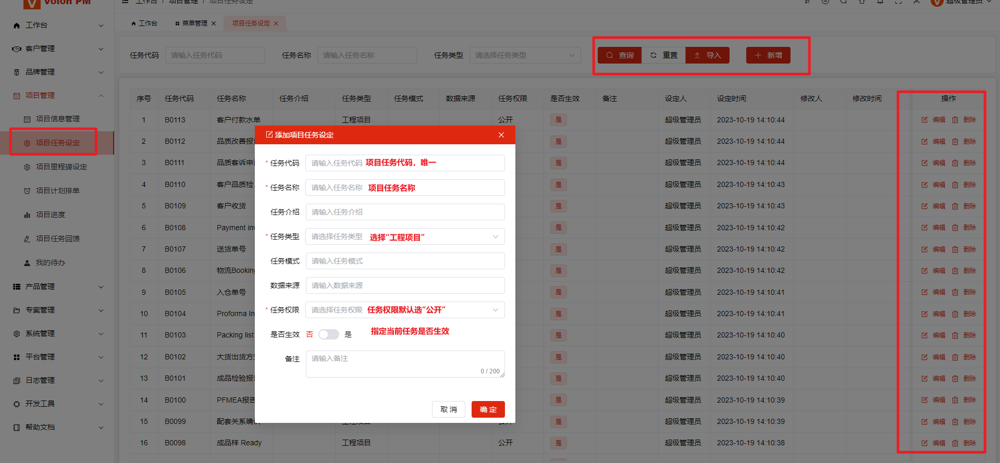 Volon PM
工作台 / 项目管理 / 项目任务设定
超级管理员
工作台
菜单管理
项目任务设定
工作台
客户管理
品牌管理
项目管理
项目信息管理
项目任务设定
项目里程碑设定
项目计划排单
项目进度
项目任务回馈
我的待办
产品管理
专案管理
系统管理
平台管理
日志管理
开发工具
帮助文档
任务代码 请输入任务代码 任务名称 请输入任务名称 任务类型 请选择任务类型 查询 重置 导入 新增
序号 任务代码 任务名称 任务介绍 任务类型 任务模式 数据来源 任务权限 是否生效 备注 设定人 设定时间 修改人 修改时间 操作
1 B0113 客户付款水单 工程项目 公开 是 超级管理员 2023-10-19 14:10:44 编辑 删除
2 B0112 品质改善报 是 超级管理员 2023-10-19 14:10:44 编辑 删除
3 B0111 品质客诉申 是 超级管理员 2023-10-19 14:10:44 编辑 删除
4 B0110 客户品质检 是 超级管理员 2023-10-19 14:10:43 编辑 删除
5 B0109 客户收货 是 超级管理员 2023-10-19 14:10:43 编辑 删除
6 B0108 Payment inv 是 超级管理员 2023-10-19 14:10:42 编辑 删除
7 B0107 送货单号 是 超级管理员 2023-10-19 14:10:42 编辑 删除
8 B0106 物流Booking 是 超级管理员 2023-10-19 14:10:42 编辑 删除
9 B0105 入仓单号 是 超级管理员 2023-10-19 14:10:41 编辑 删除
10 B0104 Proforma In 是 超级管理员 2023-10-19 14:10:41 编辑 删除
11 B0103 Packing list 是 超级管理员 2023-10-19 14:10:40 编辑 删除
12 B0102 大货出货方 是 超级管理员 2023-10-19 14:10:40 编辑 删除
13 B0101 成品检验报 是 超级管理员 2023-10-19 14:10:40 编辑 删除
14 B0100 PFMEA报告 是 超级管理员 2023-10-19 14:10:39 编辑 删除
15 B0099 配套关系确 工程项目 公开 是 超级管理员 2023-10-19 14:10:39 编辑 删除
16 B0098 成品样 Ready 工程项目 公开 是 超级管理员 2023-10-19 14:10:38 编辑 删除
添加项目任务设定
* 任务代码 请输入任务代码 项目任务代码，唯一
* 任务名称 请输入任务名称 项目任务名称
任务介绍 请输入任务介绍
* 任务类型 请选择任务类型 选择“工程项目”
任务模式 请输入任务模式
数据来源 请输入数据来源
* 任务权限 请选择任务权限 任务权限默认选“公开”
是否生效 否 是 指定当前任务是否生效
备注 请输入备注
0 / 200
取消 确定